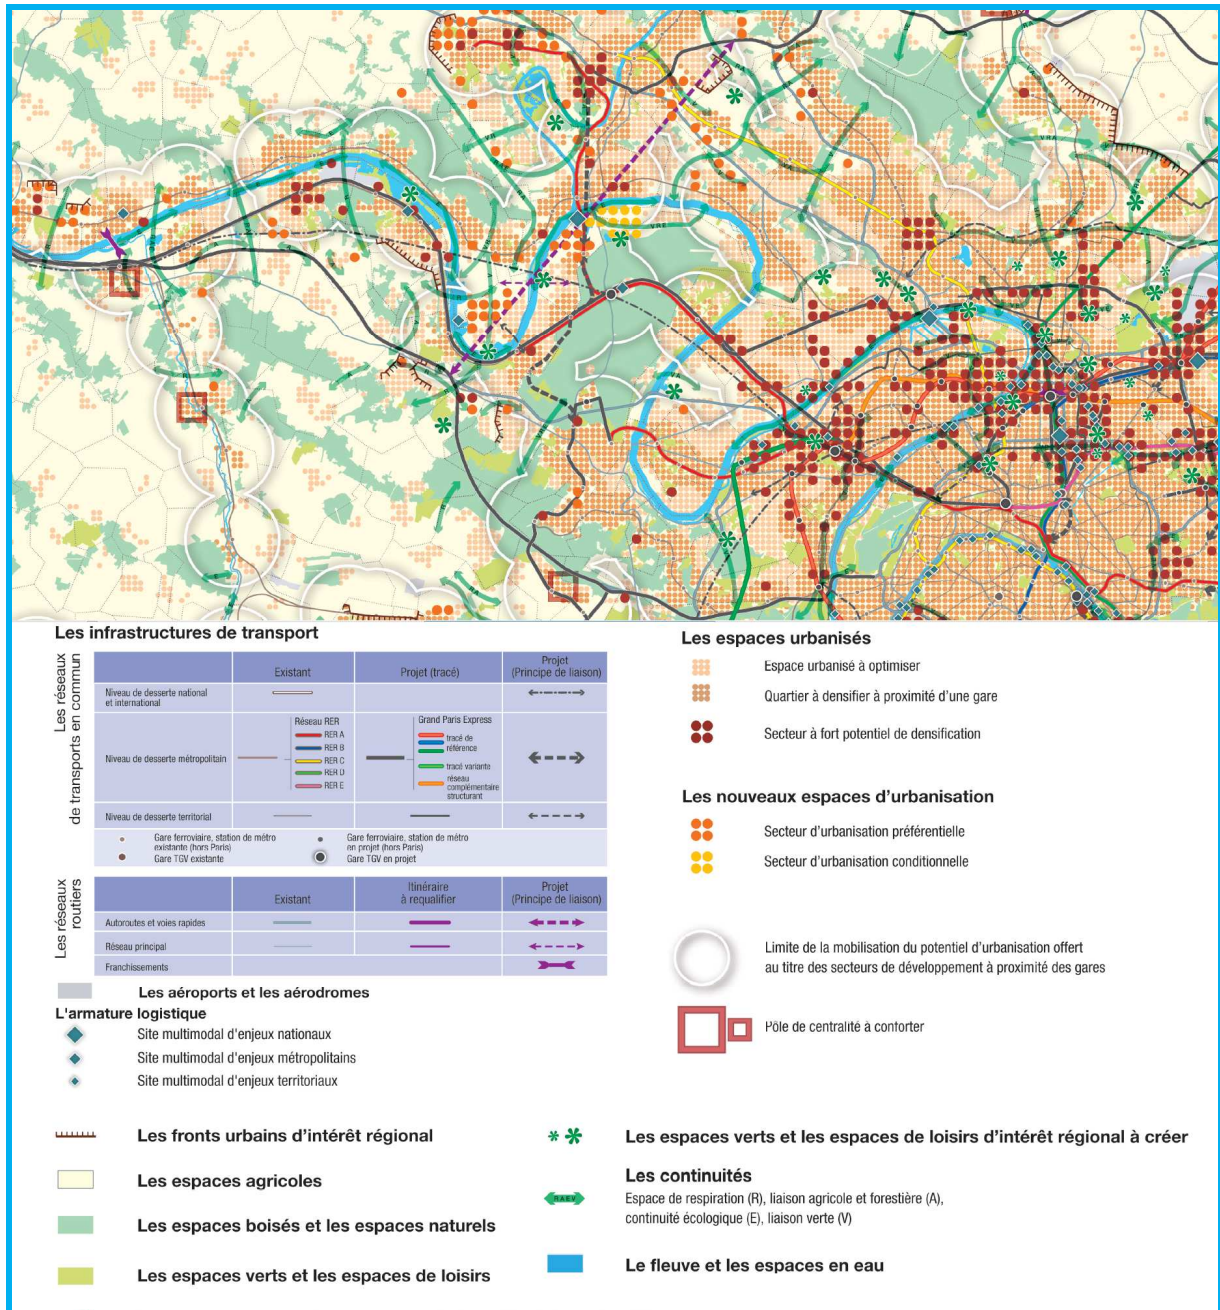 Les infrastructures de transport
Les réseaux
de transports en commun
Existant
Projet (tracé)
Projet
(Principe de liaison)
Niveau de desserte national
et international
Niveau de desserte métropolitain
Réseau RER
RER A
RER B
RER C
RER D
RER E
Grand Paris Express
tracé de
référence
tracé variante
réseau
complémentaire
structurant
Niveau de desserte territorial
Gare ferroviaire, station de métro
existante (hors Paris)
Gare TGV existante
Gare ferroviaire, station de métro
en projet (hors Paris)
Gare TGV en projet
Les réseaux
routiers
Existant
Itinéraire
à requalifier
Projet
(Principe de liaison)
Autoroutes et voies rapides
Réseau principal
Franchissements
Les aéroports et les aérodromes
L'armature logistique
Site multimodal d'enjeux nationaux
Site multimodal d'enjeux métropolitains
Site multimodal d'enjeux territoriaux
Les espaces urbanisés
Espace urbanisé à optimiser
Quartier à densifier à proximité d'une gare
Secteur à fort potentiel de densification
Les nouveaux espaces d'urbanisation
Secteur d'urbanisation préférentielle
Secteur d'urbanisation conditionnelle
Limite de la mobilisation du potentiel d'urbanisation offert
au titre des secteurs de développement à proximité des gares
Pôle de centralité à conforter
Les fronts urbains d'intérêt régional
Les espaces agricoles
Les espaces boisés et les espaces naturels
Les espaces verts et les espaces de loisirs
Les espaces verts et les espaces de loisirs d'intérêt régional à créer
Les continuités
RAEV
Espace de respiration (R), liaison agricole et forestière (A),
continuité écologique (E), liaison verte (V)
Le fleuve et les espaces en eau